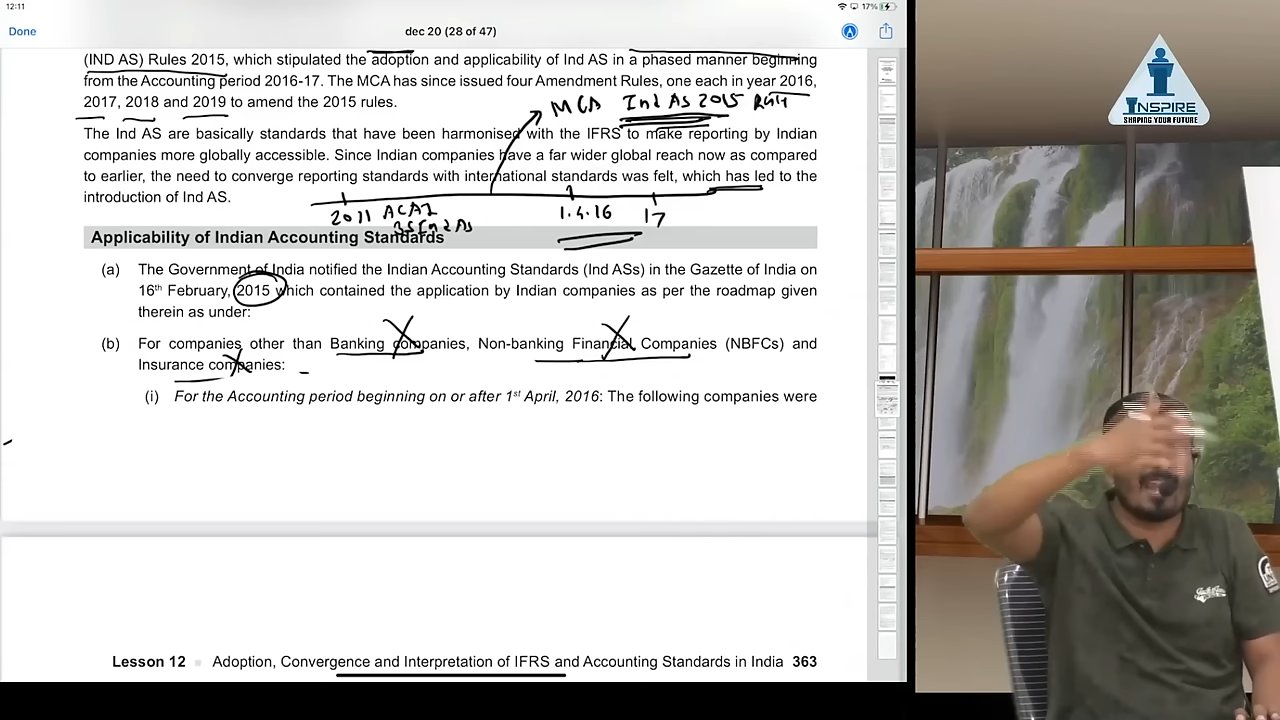 12:11
17%
Done
dec 20 (28 of 47)
(IND AS) Rules 2015, which stipulated the adoption and applicability of Ind AS in a phased manner beginning
from the Accounting period 2016-17. The MCA has since issued four Amendment Rules, one each in year 2016,
2017, 2018 and 2019 to amend the 2015 rules.
MCA Ind As 2015 Rule
The Ind AS are basically standards that have been harmonised with the IFRS to make reporting by Indian
companies more globally accessible. Since Indian companies have a far wider global reach now as compared
to earlier, the need to converge reporting standards with international standards was felt, which has led to the
introduction of Ind AS.
2011 1.4.16 17
Applicability of Indian Accounting Standards
(a) The Government of India notified the Indian Accounting Standards (Ind ASs) in the Gazette of India on
16th February, 2015 which contained the application by Indian companies as per the roadmap given
therein as under:
(b) For companies other than Banking companies, Non-banking Financial Companies (NBFCs) and
Insurance companies:
(i) For the Accounting period beginning on or after 1st April, 2016: The following companies were
Lesson 12 Adoption, Convergence and Interpretation of IFRS and Accounting Standards in India 363
INSPIRE
SHAPING YOUR FUTURE